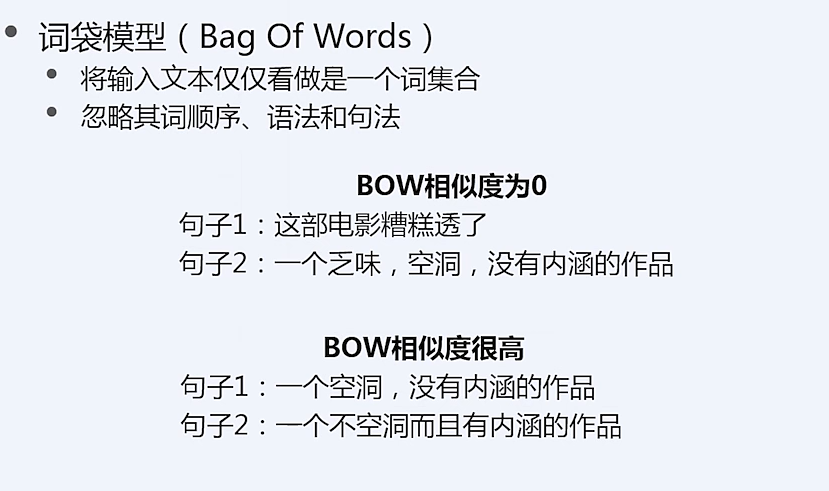 • 词袋模型（Bag Of Words）
• 将输入文本仅仅看做是一个词集合
• 忽略其词顺序、语法和句法
BOW相似度为0
句子1：这部电影糟糕透了
句子2：一个乏味，空洞，没有内涵的作品
BOW相似度很高
句子1：一个空洞，没有内涵的作品
句子2：一个不空洞而且有内涵的作品